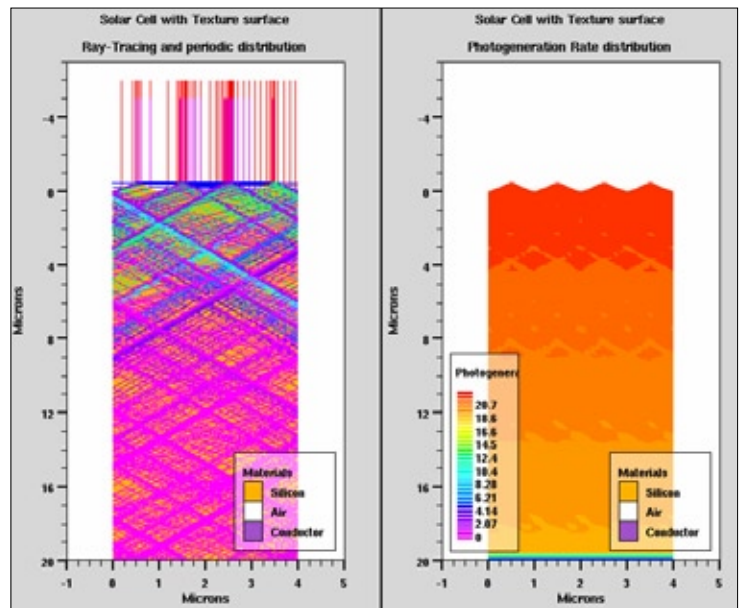 Solar Cell with Texture surface
Ray-Tracing and periodic distribution
-4
0
4
8
12
16
20
Microns
-1
0
1
2
3
4
5
Microns
Materials
Silicon
Air
Conductor
Solar Cell with Texture surface
Photogeneration Rate distribution
-4
0
4
8
12
16
20
Microns
-1
0
1
2
3
4
5
Microns
Photogenera
20.7
18.6
16.6
14.5
12.4
10.4
8.28
6.21
4.14
2.07
0
Materials
Silicon
Air
Conductor